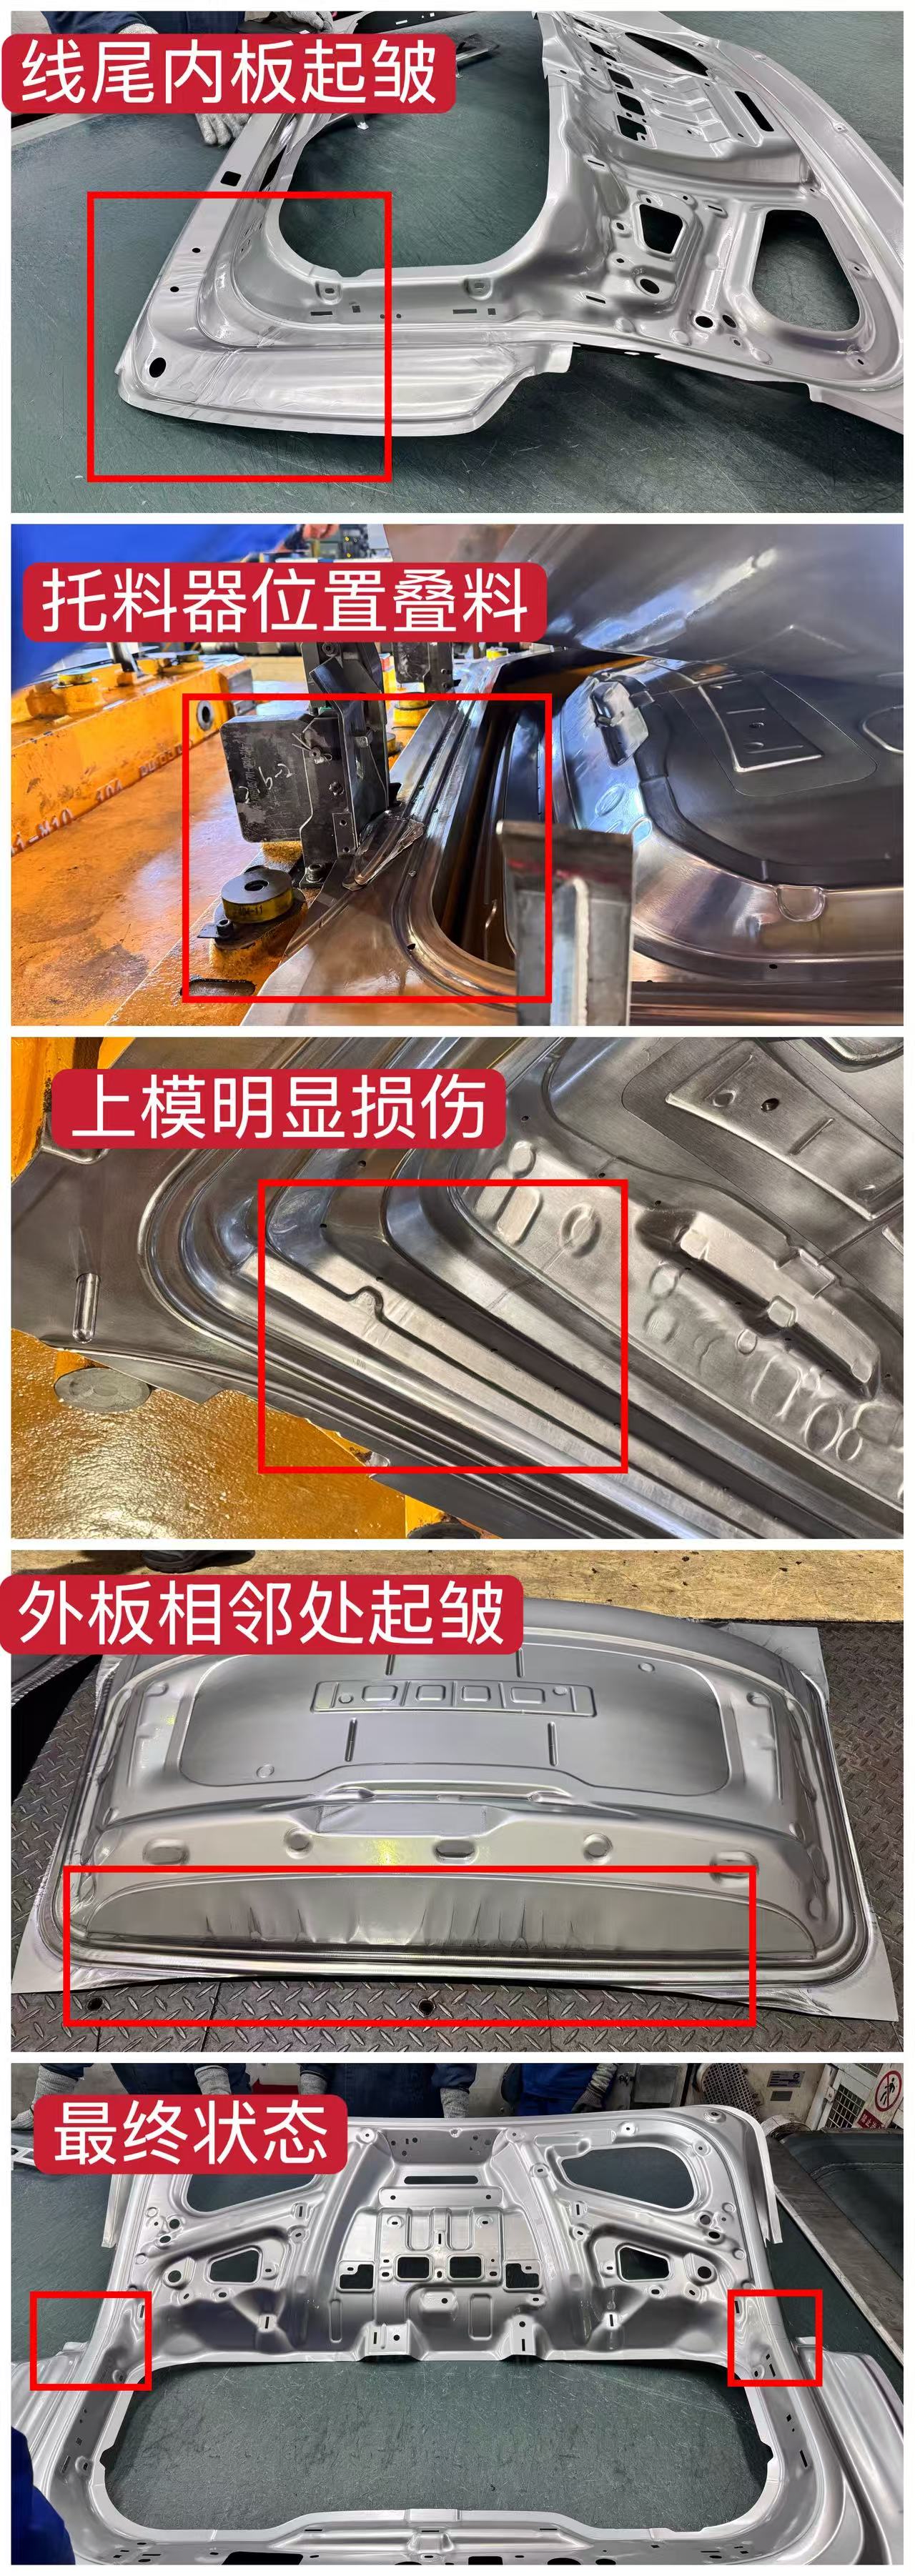 线尾内板起皱
托料器位置叠料
上模明显损伤
外板相邻处起皱
最终状态